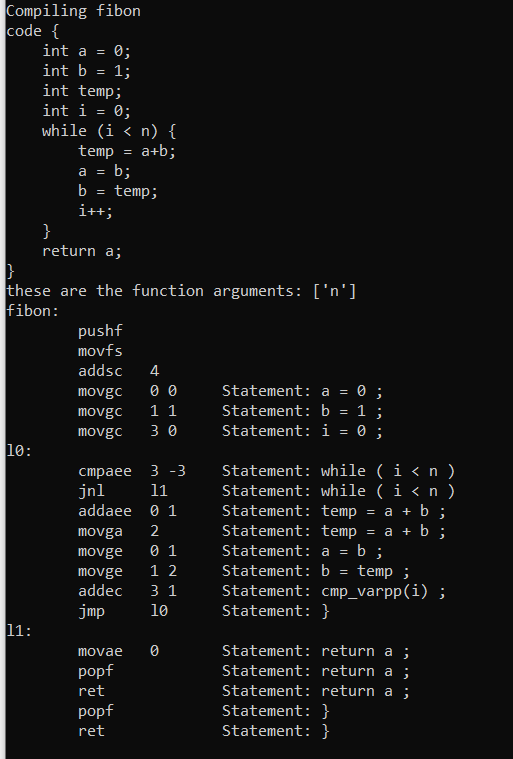 Compiling fibon
code {
    int a = 0;
    int b = 1;
    int temp;
    int i = 0;
    while (i < n) {
        temp = a+b;
        a = b;
        b = temp;
        i++;
    }
    return a;
}
these are the function arguments: ['n']
fibon:
        pushf
        movfs
        addsc   4
        movgc   0 0     Statement: a = 0 ;
        movgc   1 1     Statement: b = 1 ;
        movgc   3 0     Statement: i = 0 ;
l0:
        cmpaee  3 -3    Statement: while ( i < n )
        jnl     l1      Statement: while ( i < n )
        addaee  0 1     Statement: temp = a + b ;
        movga   2       Statement: temp = a + b ;
        movge   0 1     Statement: a = b ;
        movge   1 2     Statement: b = temp ;
        addec   3 1     Statement: cmp_varpp(i) ;
        jmp     l0      Statement: }
l1:
        movae   0       Statement: return a ;
        popf            Statement: return a ;
        ret             Statement: return a ;
        popf            Statement: }
        ret             Statement: }